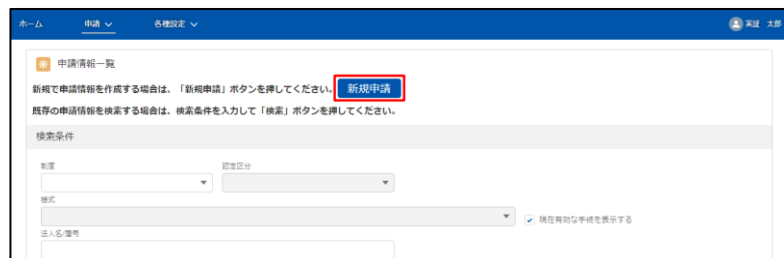 ホーム 申請 各種設定 実証 太郎
申請情報一覧
新規で申請情報を作成する場合は、「新規申請」ボタンを押してください。 新規申請
既存の申請情報を検索する場合は、検索条件を入力して「検索」ボタンを押してください。
検索条件
制度 認定区分
様式
現在有効な手続を表示する
法人名/屋号